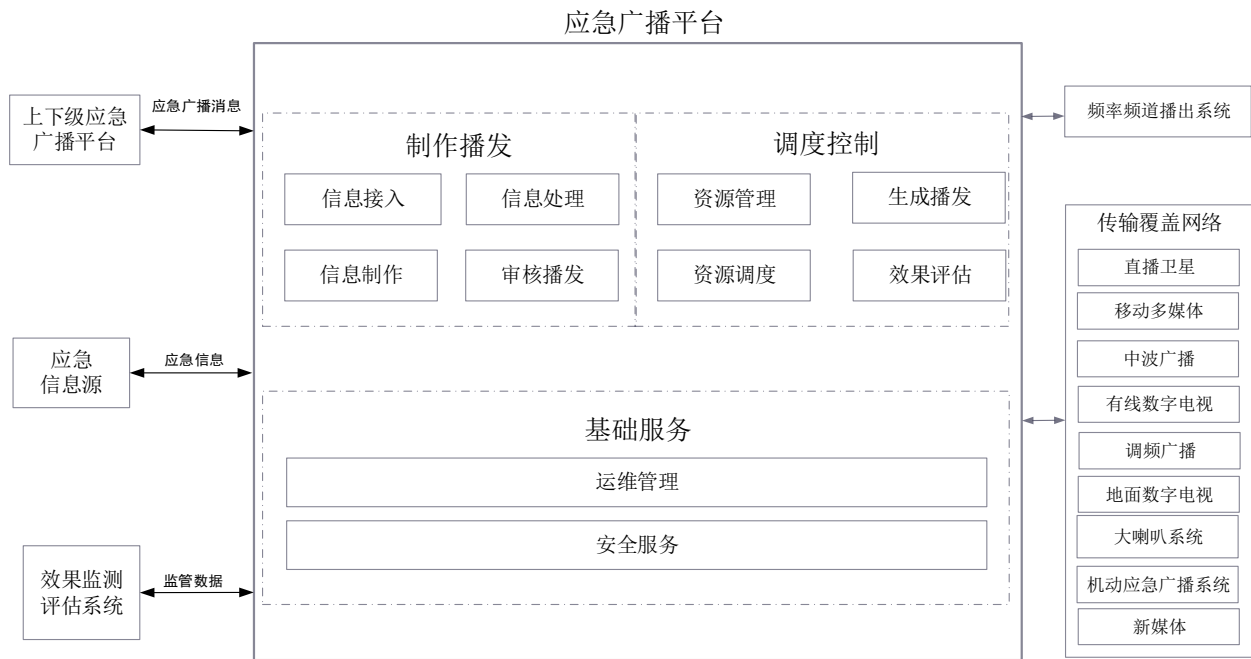 应急广播平台
上下级应急
广播平台
应急广播消息
应急
信息源
应急信息
效果监测
评估系统
监管数据
制作播发
信息接入
信息处理
信息制作
审核播发
调度控制
资源管理
生成播发
资源调度
效果评估
基础服务
运维管理
安全服务
频率频道播出系统
传输覆盖网络
直播卫星
移动多媒体
中波广播
有线数字电视
调频广播
地面数字电视
大喇叭系统
机动应急广播系统
新媒体